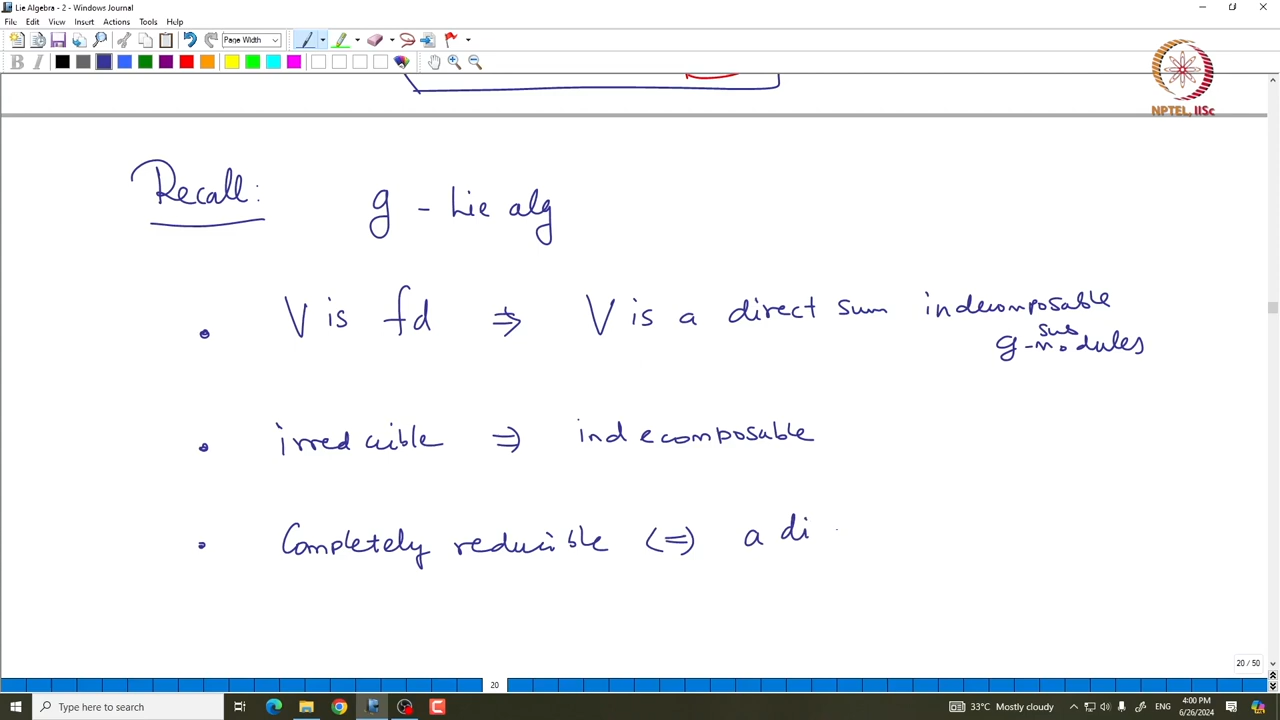 Lie Algebra - 2 - Windows Journal
File Edit View Insert Actions Tools Help
Page Width
B I
NPTEL, IISc
Recall:
g - Lie alg
• V is fd ⇒ V is a direct sum indecomposable
g-submodules
• irreducible ⇒ indecomposable
• Completely reducible <=> a di
20 / 50
20
Type here to search
33°C Mostly cloudy
ENG
4:00 PM
6/26/2024